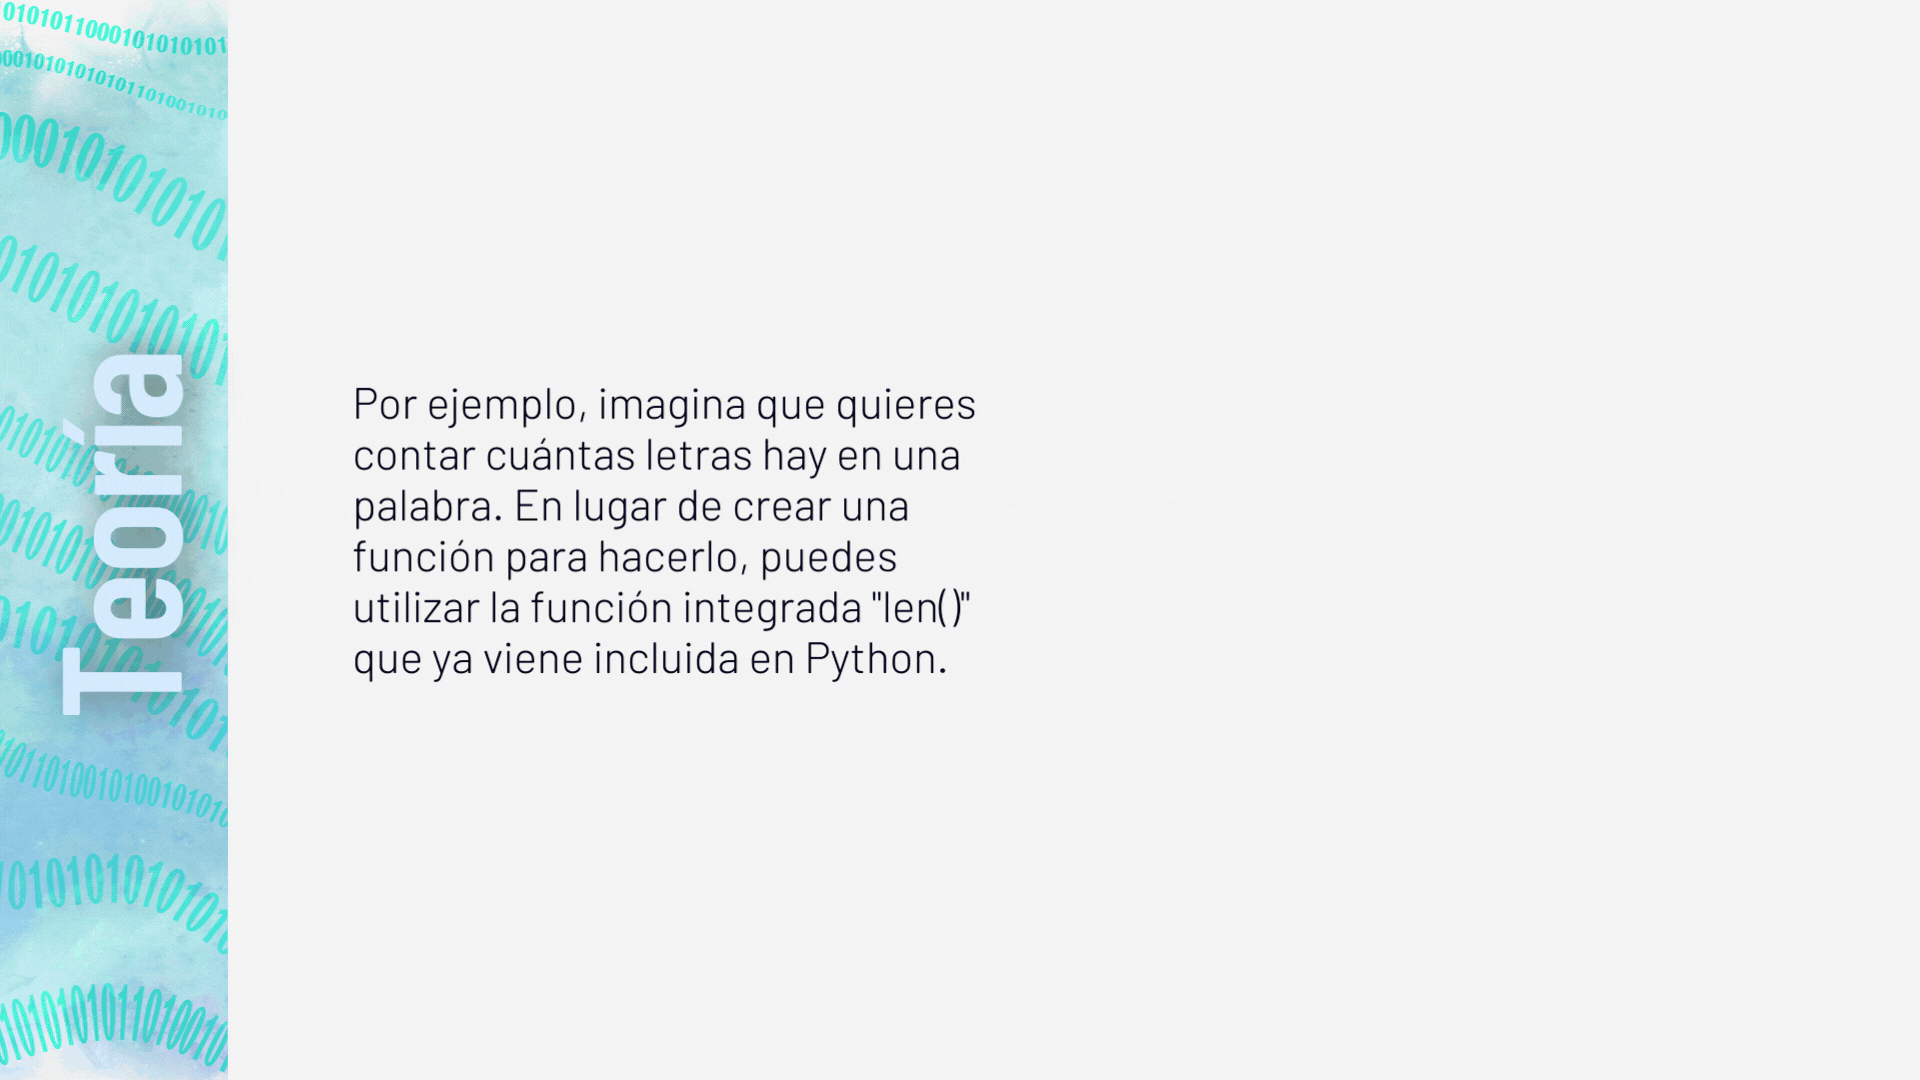 Teoría
Por ejemplo, imagina que quieres
contar cuántas letras hay en una
palabra. En lugar de crear una
función para hacerlo, puedes
utilizar la función integrada "len()"
que ya viene incluida en Python.